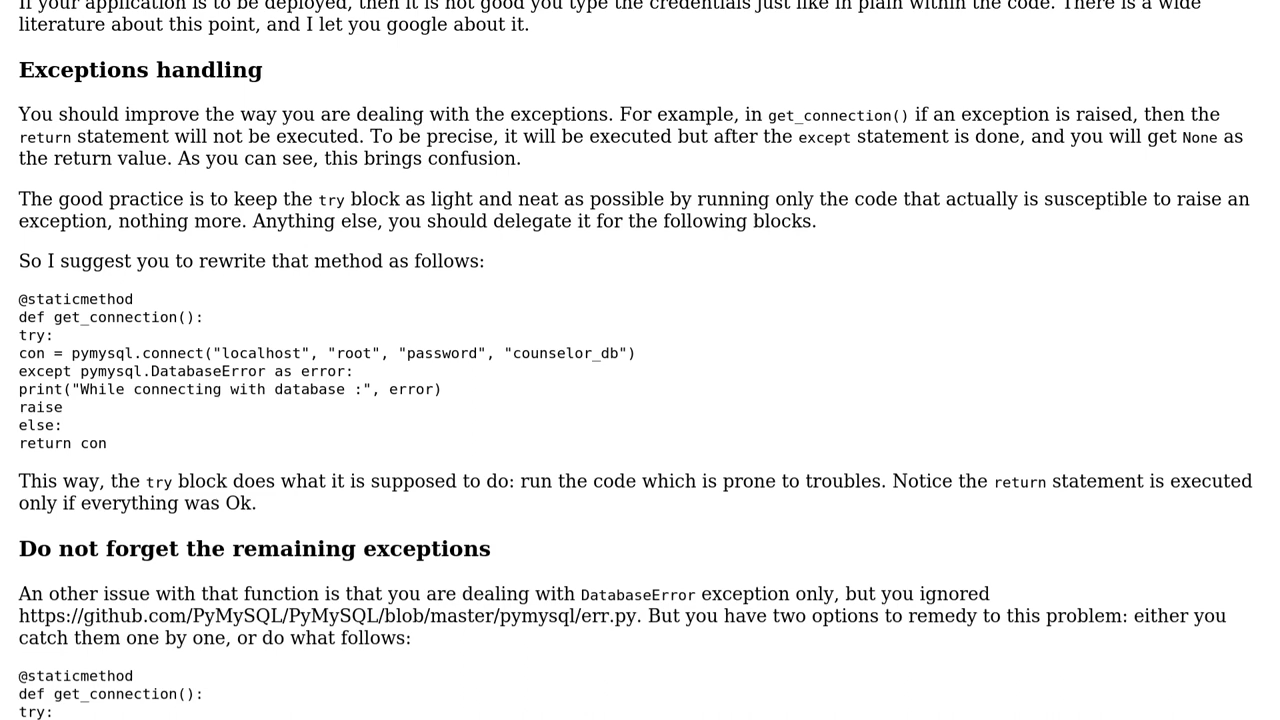 If your application is to be deployed, then it is not good you type the credentials just like in plain within the code. There is a wide
literature about this point, and I let you google about it.
Exceptions handling
You should improve the way you are dealing with the exceptions. For example, in get_connection() if an exception is raised, then the
return statement will not be executed. To be precise, it will be executed but after the except statement is done, and you will get None as
the return value. As you can see, this brings confusion.
The good practice is to keep the try block as light and neat as possible by running only the code that actually is susceptible to raise an
exception, nothing more. Anything else, you should delegate it for the following blocks.
So I suggest you to rewrite that method as follows:
@staticmethod
def get_connection():
try:
con = pymysql.connect("localhost", "root", "password", "counselor_db")
except pymysql.DatabaseError as error:
print("While connecting with database :", error)
raise
else:
return con
This way, the try block does what it is supposed to do: run the code which is prone to troubles. Notice the return statement is executed
only if everything was Ok.
Do not forget the remaining exceptions
An other issue with that function is that you are dealing with DatabaseError exception only, but you ignored
https://github.com/PyMySQL/PyMySQL/blob/master/pymysql/err.py. But you have two options to remedy to this problem: either you
catch them one by one, or do what follows:
@staticmethod
def get_connection():
try: